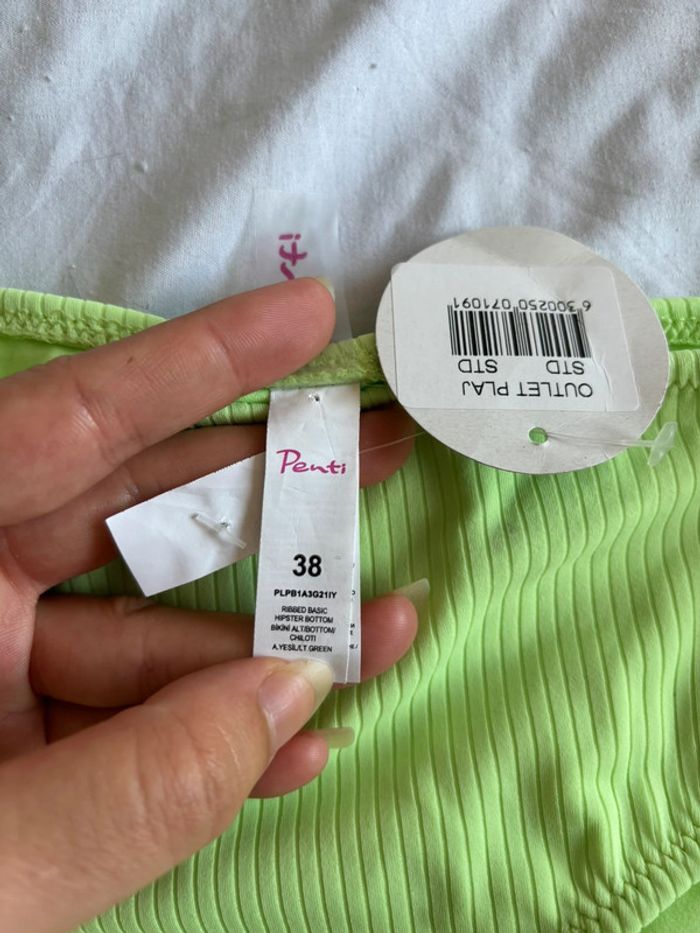 Penti
38
PLPB1A3G21IY
RIBBED BASIC
HIPSTER BOTTOM
BİKİNİ ALT/BOTTOM/
CHILOTI
A.YEŞİL/LT.GREEN
OUTLET PLAJ
STD STD
6 300250 071091